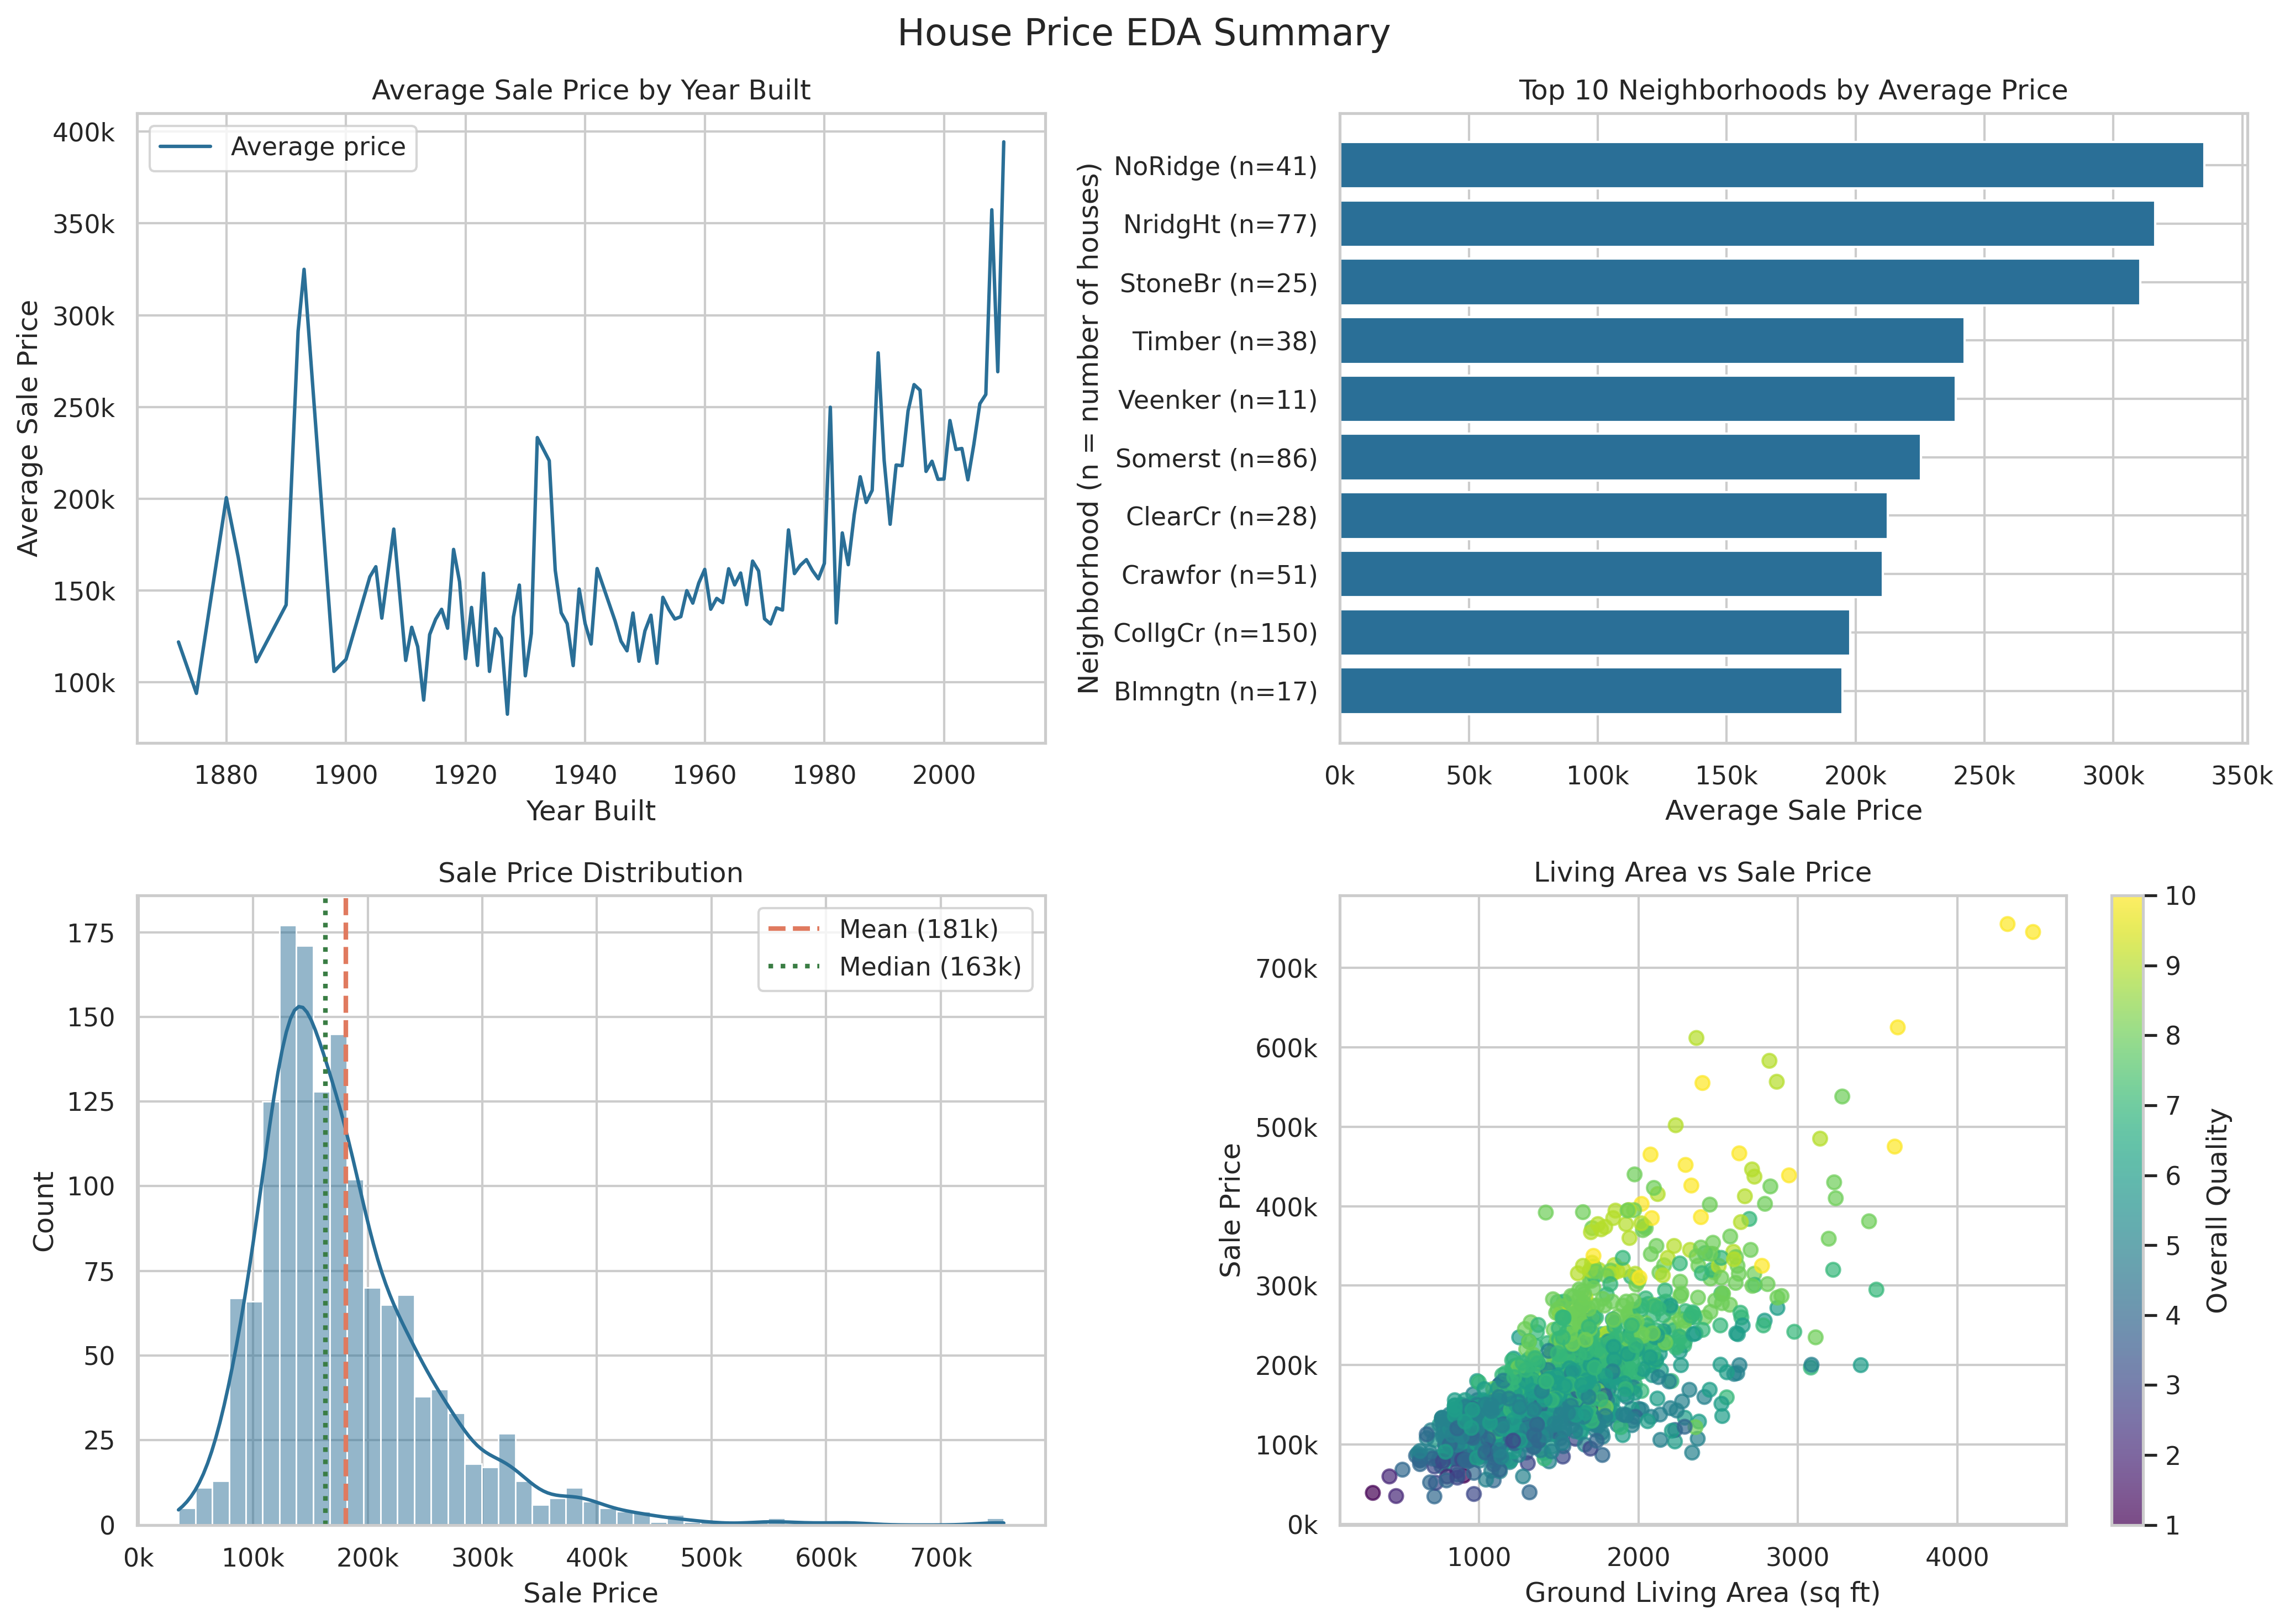 House Price EDA Summary
Average Sale Price by Year Built
Average price
400k
350k
300k
250k
200k
150k
100k
Average Sale Price
1880 1900 1920 1940 1960 1980 2000
Year Built
Top 10 Neighborhoods by Average Price
Neighborhood (n = number of houses)
NoRidge (n=41)
NridgHt (n=77)
StoneBr (n=25)
Timber (n=38)
Veenker (n=11)
Somerst (n=86)
ClearCr (n=28)
Crawfor (n=51)
CollgCr (n=150)
Blmngtn (n=17)
0k 50k 100k 150k 200k 250k 300k 350k
Average Sale Price
Sale Price Distribution
Mean (181k)
Median (163k)
175
150
125
100
75
50
25
0
Count
0k 100k 200k 300k 400k 500k 600k 700k
Sale Price
Living Area vs Sale Price
700k
600k
500k
400k
300k
200k
100k
0k
Sale Price
1000 2000 3000 4000
Ground Living Area (sq ft)
10
9
8
7
6
5
4
3
2
1
Overall Quality